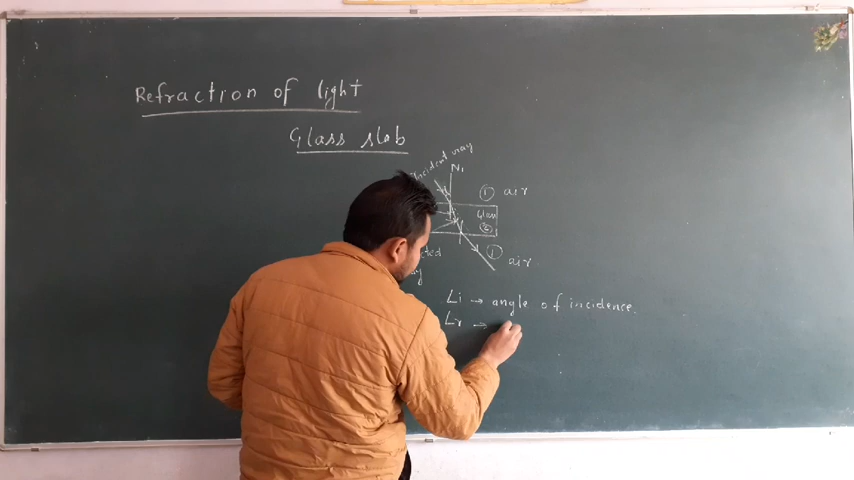 Refraction of light
Glass slab
incident ray
N1
① air
i
Glass
②
① air
∠i → angle of incidence.
∠r →